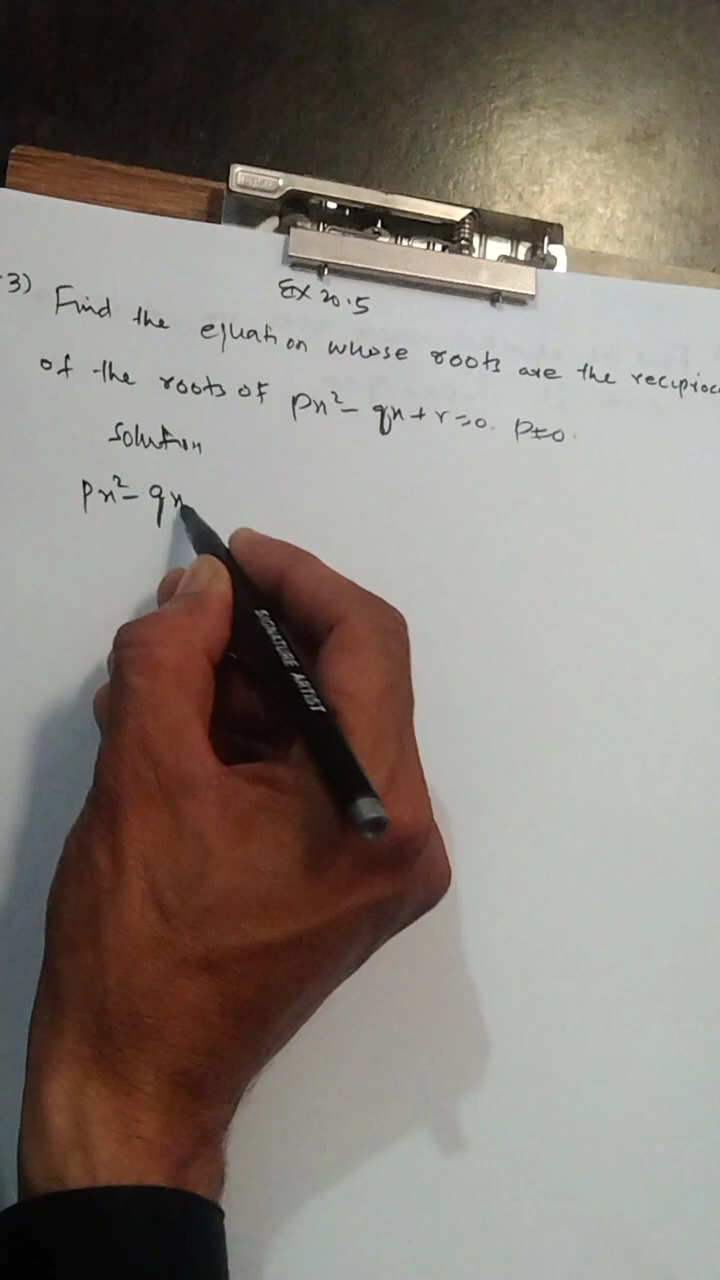 Ex 20.5
3) Find the equation whose roots are the reciproc
of the roots of px²- qx+r=0. p≠0.
Solution
px²- qx
SIGNATURE ARTIST